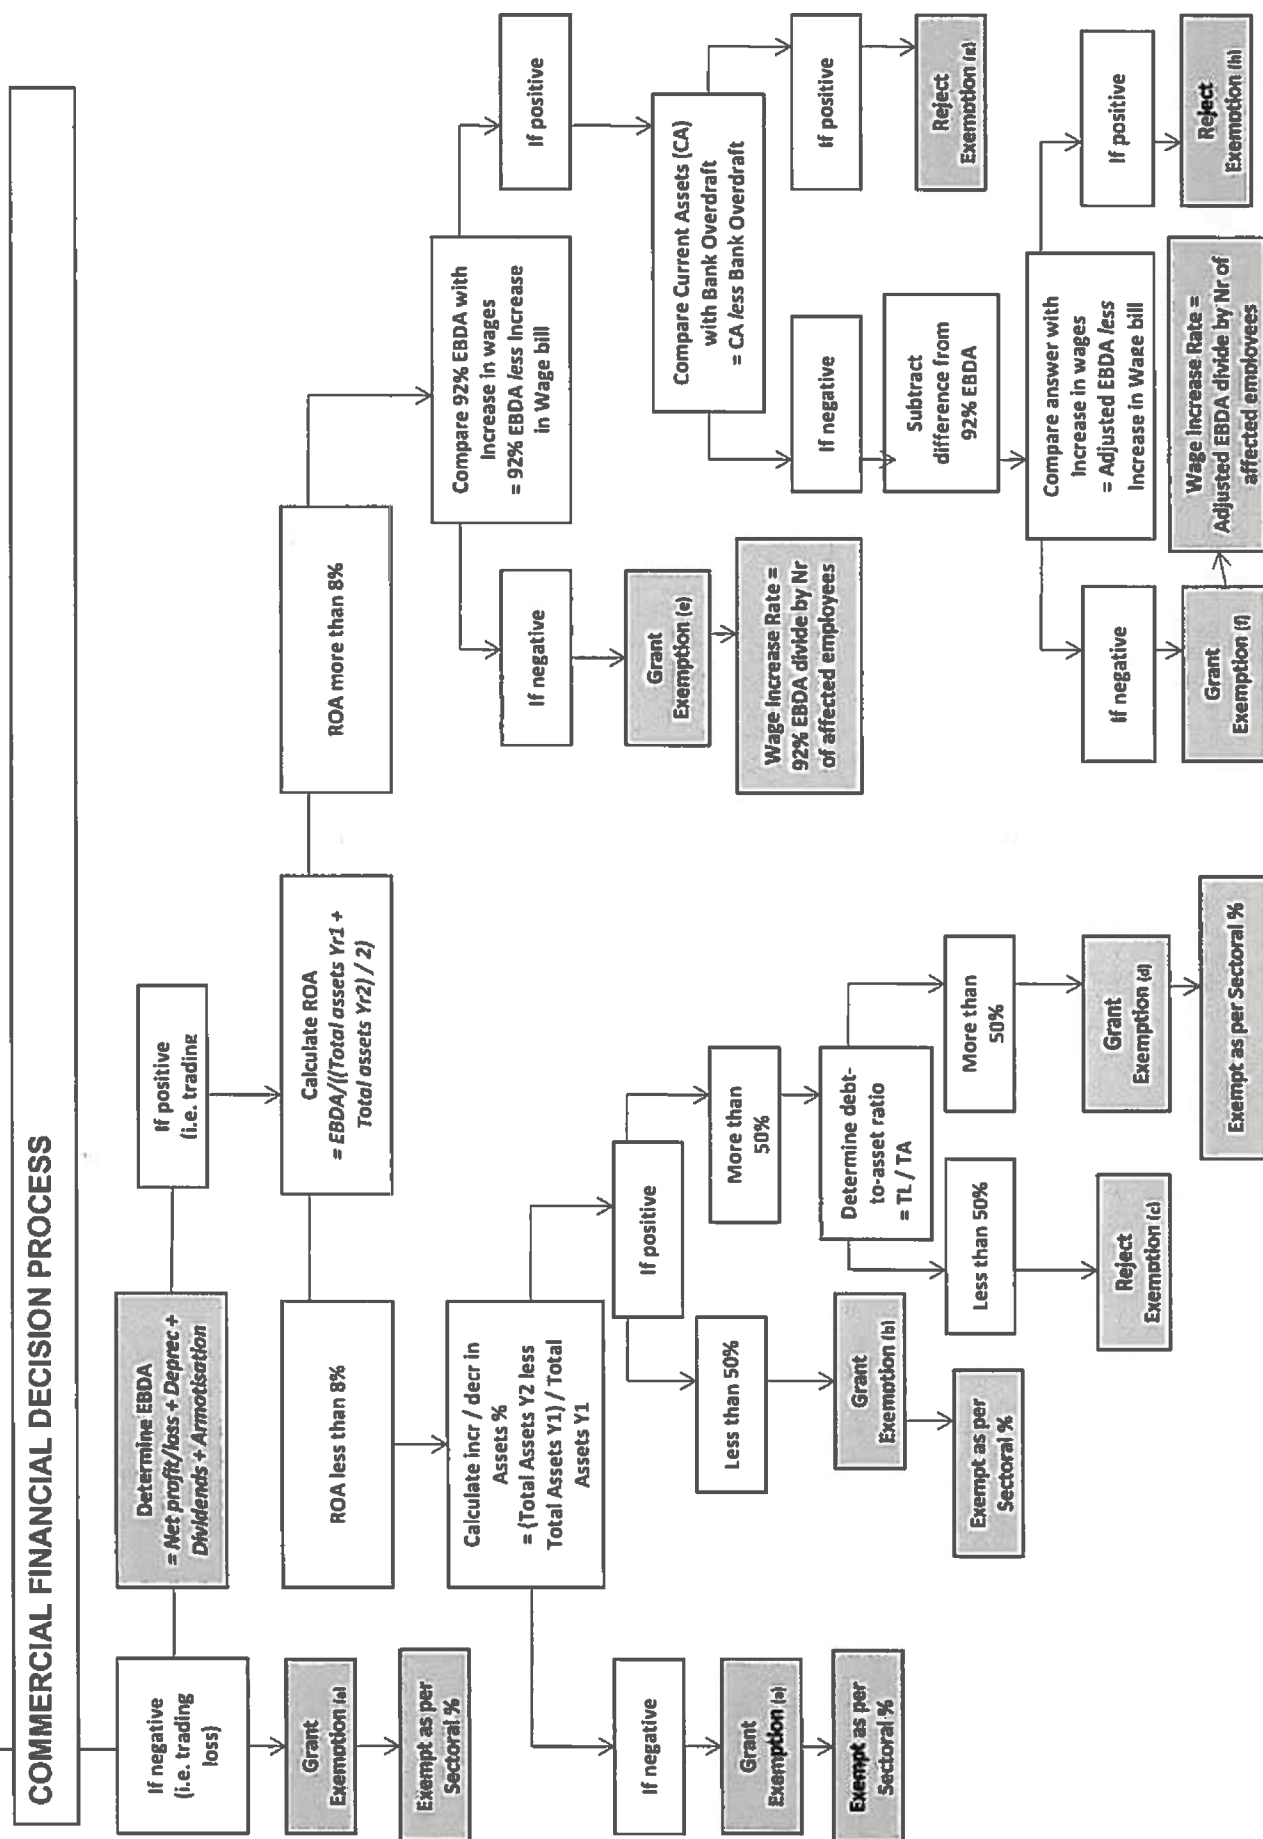 COMMERCIAL FINANCIAL DECISION PROCESS
If negative
(i.e. trading
loss)
Determine EBDA
= Net profit/loss + Deprec +
Dividends + Armotisation
If positive
(i.e. trading
Grant
Exemption (a)
Exempt as per
Sectoral %
ROA less than 8%
Calculate ROA
= EBDA/((Total assets Yr1 +
Total assets Yr2) / 2)
ROA more than 8%
Calculate incr / decr in
Assets %
= (Total Assets Y2 less
Total Assets Y1) / Total
Assets Y1
If negative
Grant
Exemption (a)
Exempt as per
Sectoral %
If positive
Less than 50%
Grant
Exemption (b)
Exempt as per
Sectoral %
More than
50%
Determine debt-
to-asset ratio
= TL / TA
Less than 50%
Reject
Exemption (c)
More than
50%
Grant
Exemption (d)
Exempt as per Sectoral %
Compare 92% EBDA with
Increase in wages
= 92% EBDA less Increase
in Wage bill
If negative
Grant
Exemption (e)
Wage Increase Rate =
92% EBDA divide by Nr
of affected employees
If positive
Compare Current Assets (CA)
with Bank Overdraft
= CA less Bank Overdraft
If negative
Subtract
difference from
92% EBDA
If positive
Reject
Exemption (g)
Compare answer with
Increase in wages
= Adjusted EBDA less
Increase in Wage bill
If negative
Grant
Exemption (f)
Wage Increase Rate =
Adjusted EBDA divide by Nr of
affected employees
If positive
Reject
Exemption (h)